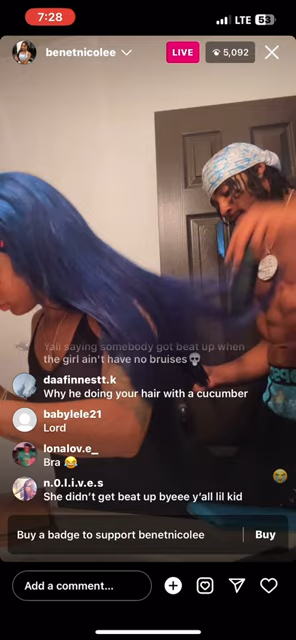 7:28
LTE 53
benetnicolee
LIVE
5,092
Yall saying somebody got beat up when
the girl ain't have no bruises💀
daafinnestt.k
Why he doing your hair with a cucumber
babylele21
Lord
lonalov.e_
Bra 😂
n.0.l.i.v.e.s
She didn't get beat up byeee y'all lil kid
Buy a badge to support benetnicolee
Buy
Add a comment...